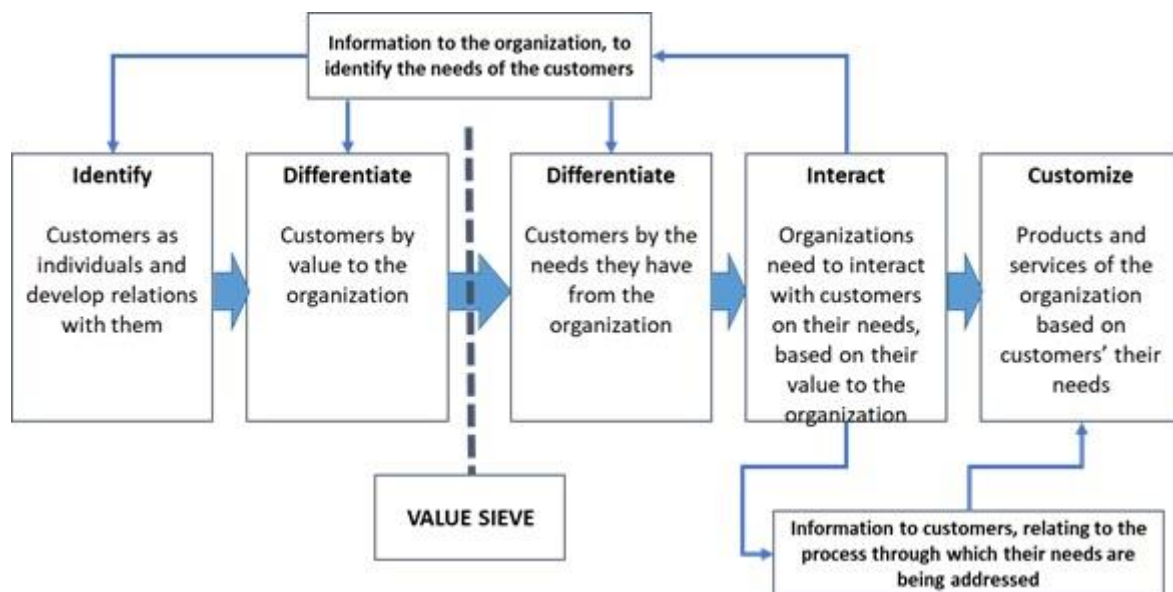 Information to the organization, to
identify the needs of the customers
Identify
Customers as
individuals and
develop relations
with them
Differentiate
Customers by
value to the
organization
Differentiate
Customers by the
needs they have
from the
organization
Interact
Organizations
need to interact
with customers
on their needs,
based on their
value to the
organization
Customize
Products and
services of the
organization
based on
customers’ their
needs
VALUE SIEVE
Information to customers, relating to the
process through which their needs are
being addressed